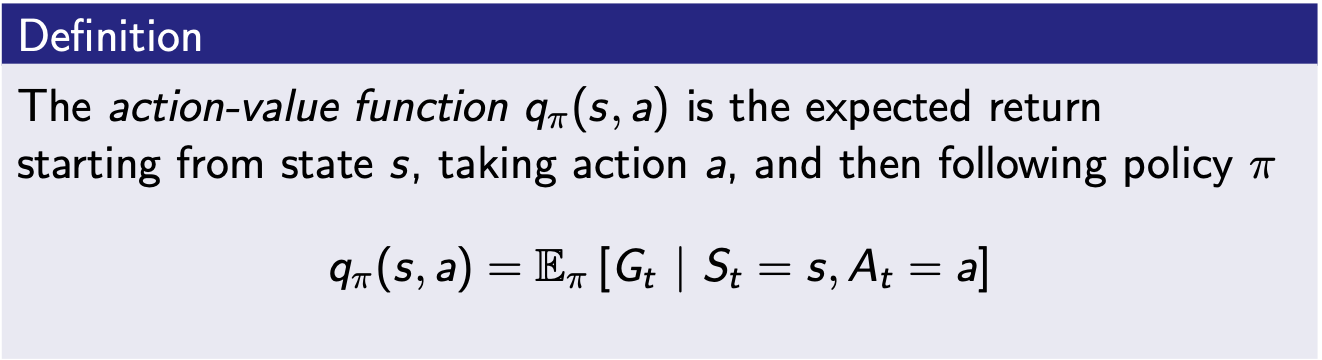 Definition
The action-value function qπ(s, a) is the expected return
starting from state s, taking action a, and then following policy π
qπ(s, a) = 𝔼π [Gt | St = s, At = a]